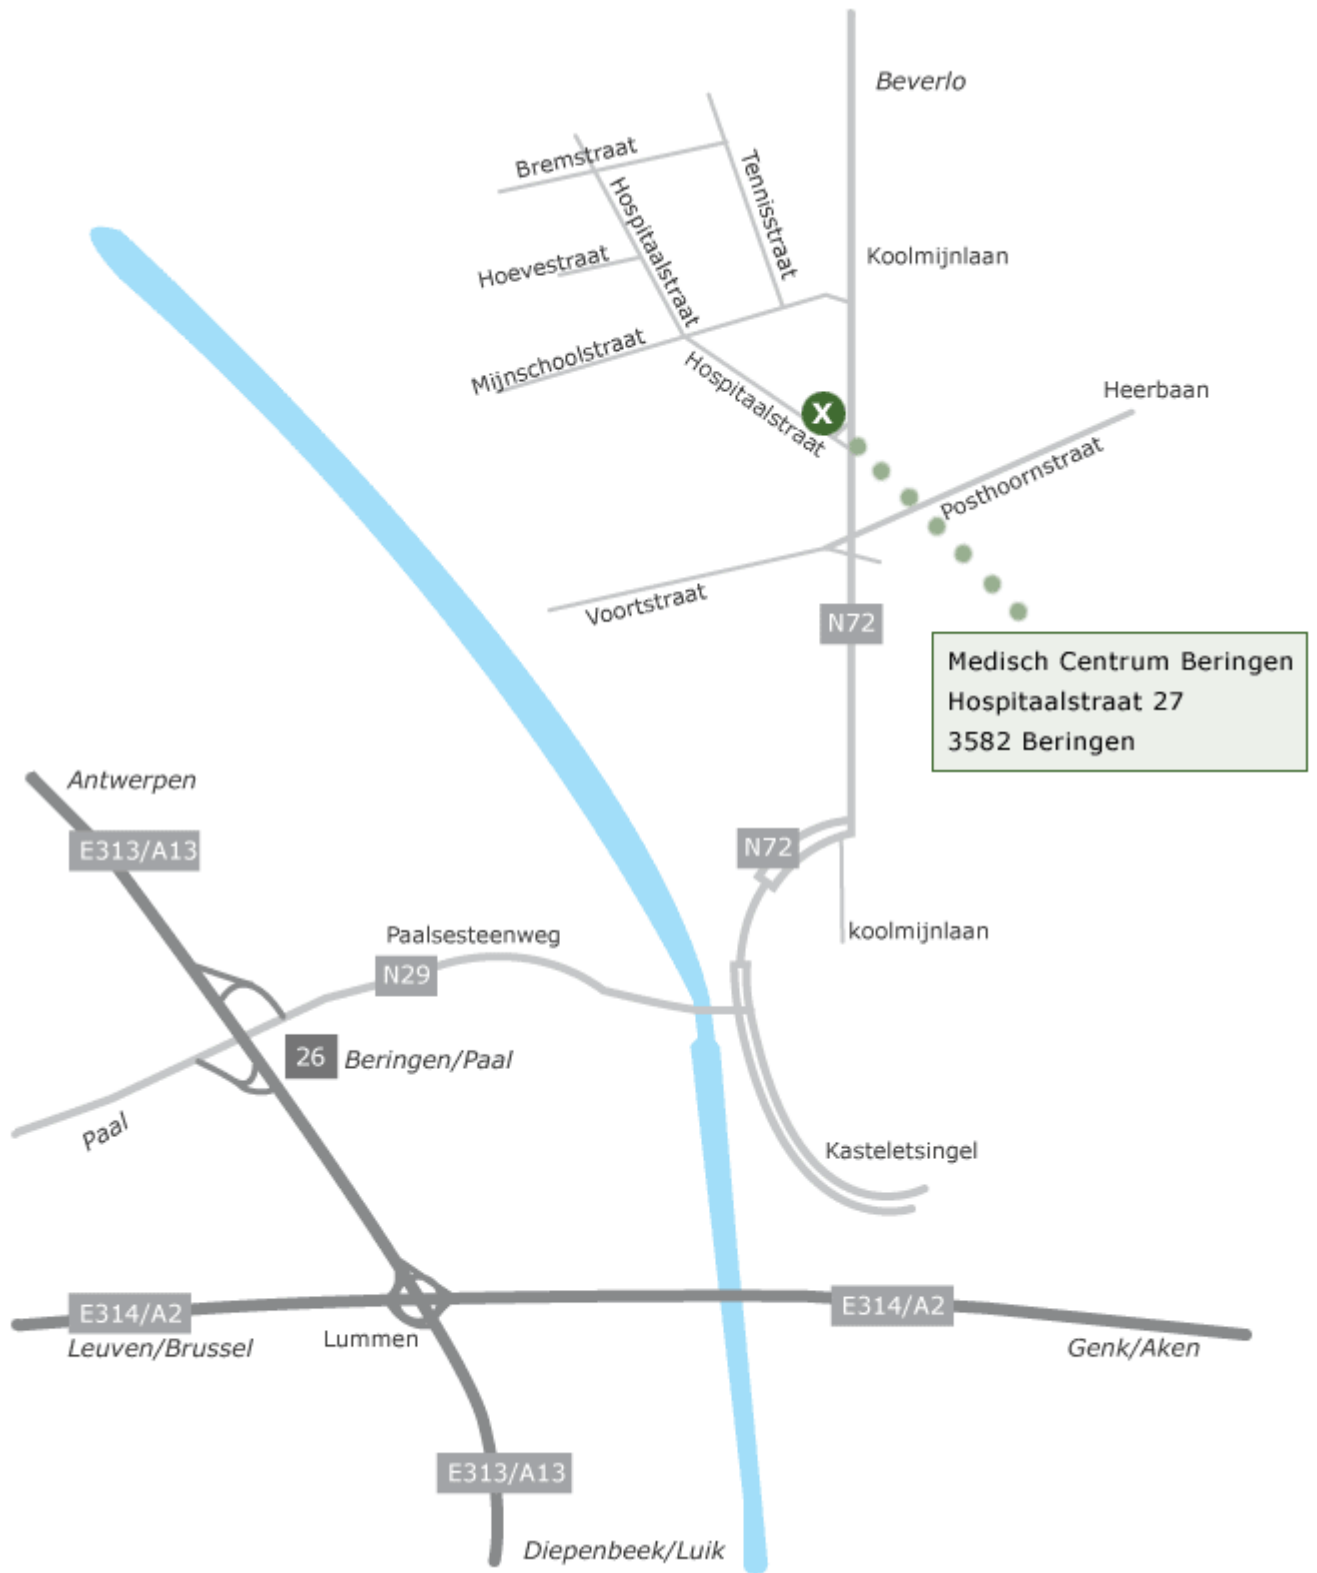 Beverlo
Bremstraat
Tennisstraat
Hospitaalstraat
Hoevestraat
Koolmijnlaan
Mijnschoolstraat
Hospitaalstraat
X
Heerbaan
Posthoornstraat
Voortstraat
N72
Medisch Centrum Beringen
Hospitaalstraat 27
3582 Beringen
Antwerpen
E313/A13
N72
Paalsesteenweg
koolmijnlaan
N29
26
Beringen/Paal
Paal
Kasteletsingel
E314/A2
E314/A2
Leuven/Brussel
Lummen
Genk/Aken
E313/A13
Diepenbeek/Luik